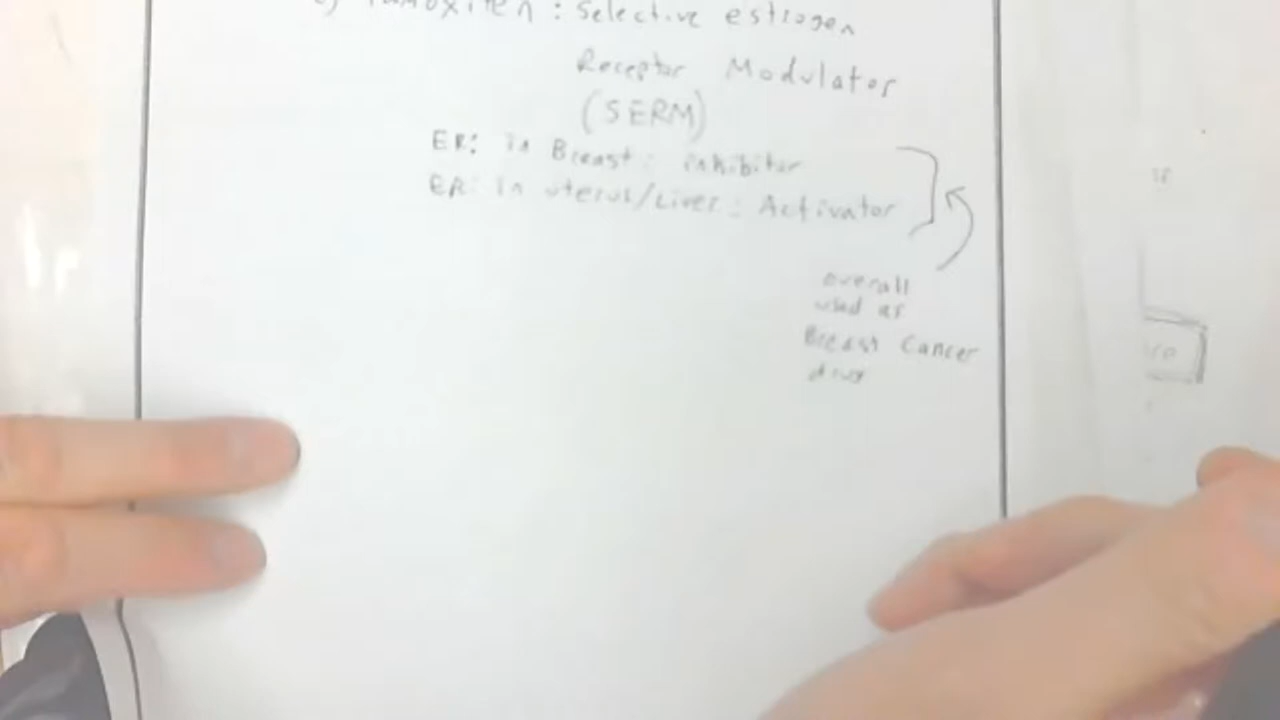 Tamoxifen : Selective estrogen
Receptor Modulator
(SERM)
ER: in Breast: inhibitor
ER: in uterus/Liver: Activator
overall
used as
Breast Cancer
drug